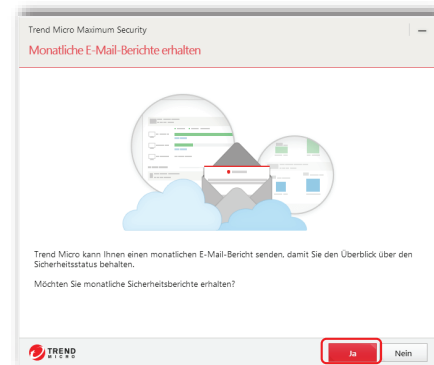 Trend Micro Maximum Security
Monatliche E-Mail-Berichte erhalten
Trend Micro kann Ihnen einen monatlichen E-Mail-Bericht senden, damit Sie den Überblick über den
Sicherheitsstatus behalten.
Möchten Sie monatliche Sicherheitsberichte erhalten?
TREND
MICRO
Ja
Nein